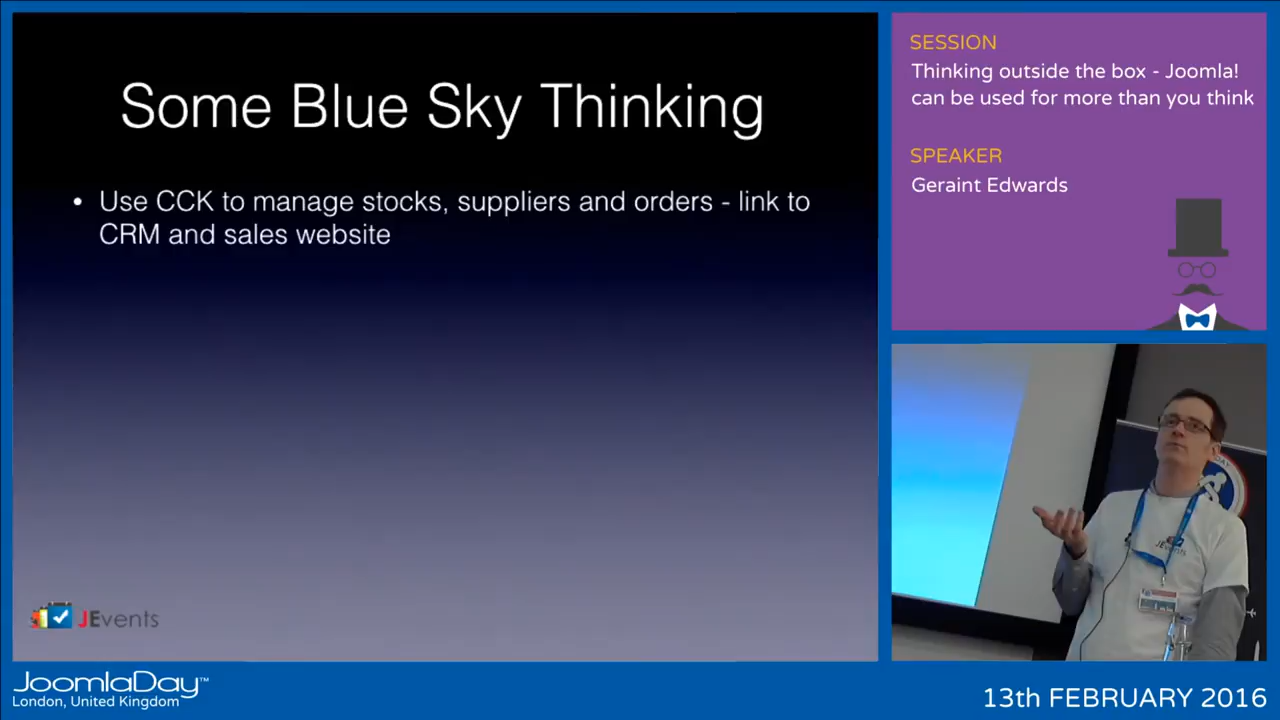 Some Blue Sky Thinking
• Use CCK to manage stocks, suppliers and orders - link to
CRM and sales website
JEvents
SESSION
Thinking outside the box - Joomla!
can be used for more than you think
SPEAKER
Geraint Edwards
JEvents
JoomlaDay™
London, United Kingdom
13th FEBRUARY 2016